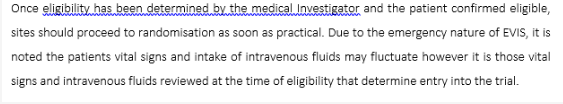 Once eligibility has been determined by the medical Investigator and the patient confirmed eligible,
sites should proceed to randomisation as soon as practical. Due to the emergency nature of EVIS, it is
noted the patients vital signs and intake of intravenous fluids may fluctuate however it is those vital
signs and intravenous fluids reviewed at the time of eligibility that determine entry into the trial.